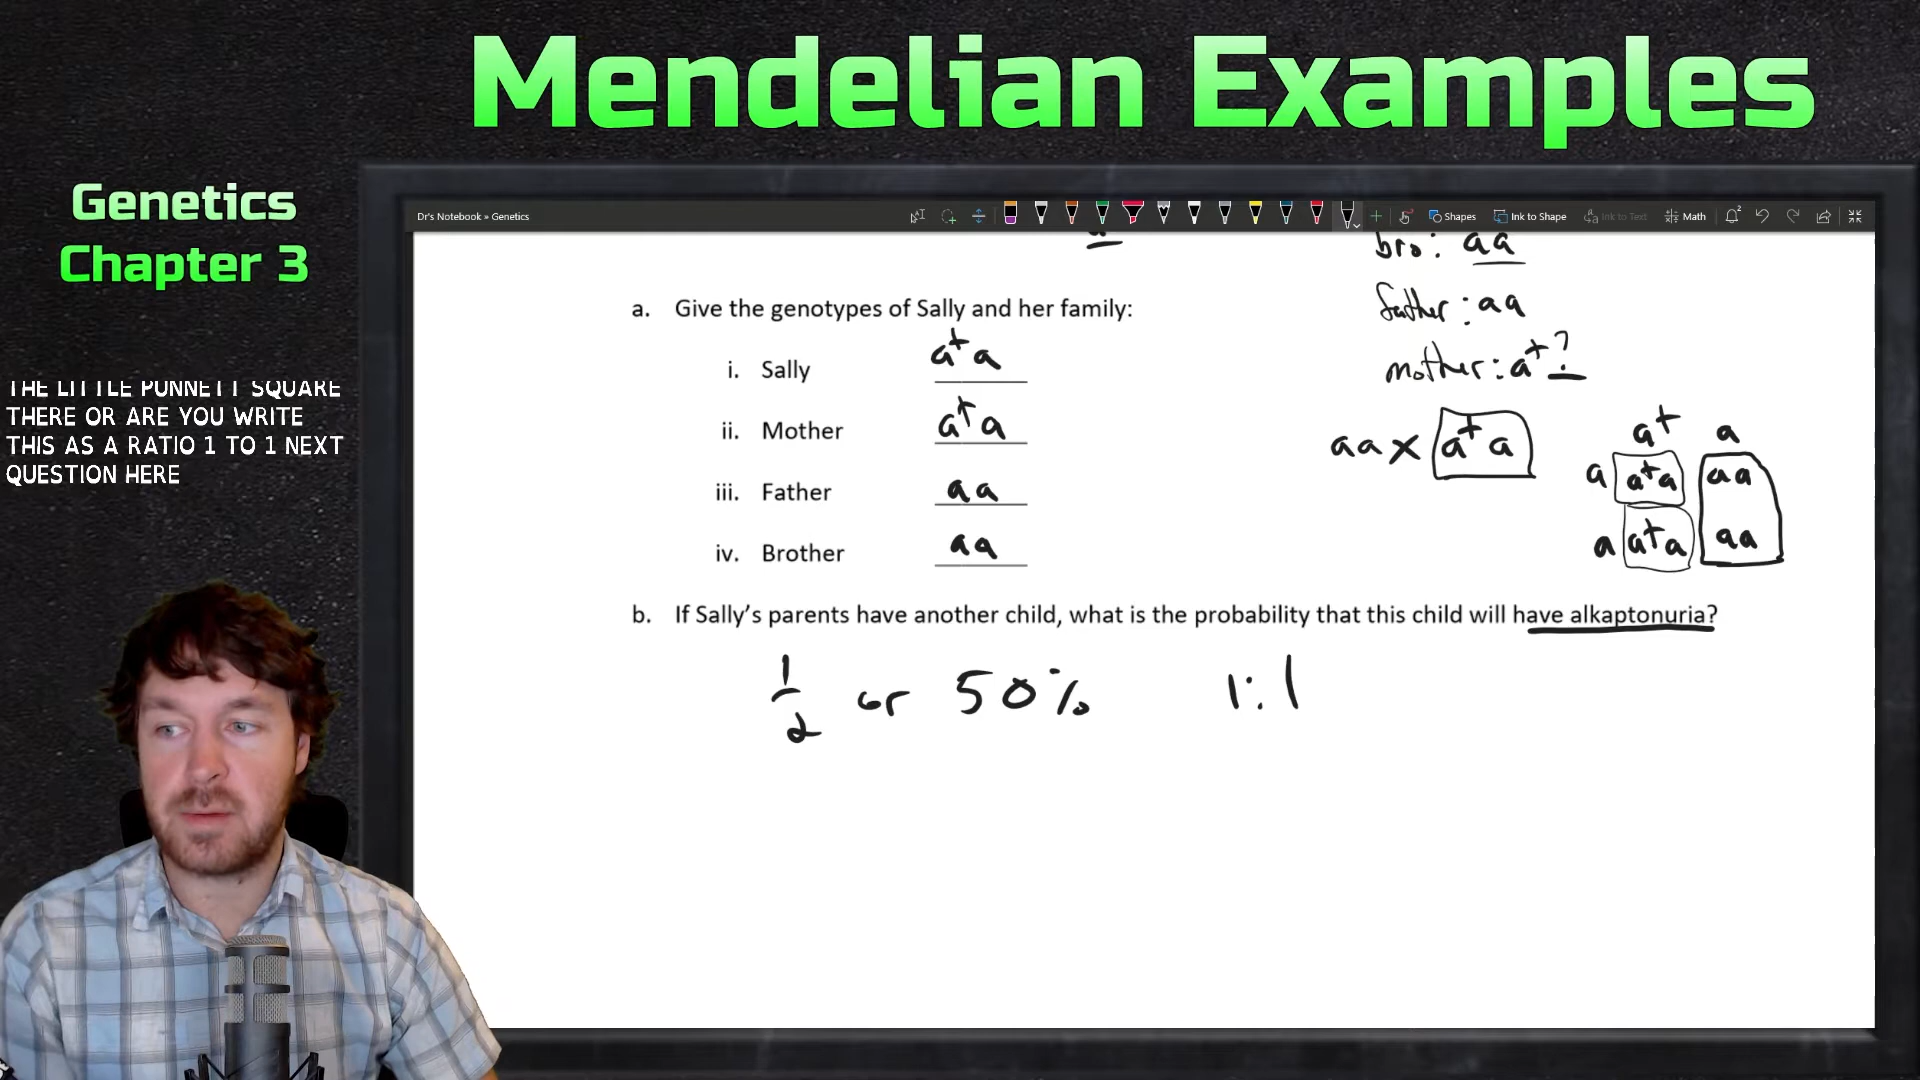 Mendelian Examples
Genetics
Chapter 3
THE LITTLE PUNNETT SQUARE
THERE OR ARE YOU WRITE
THIS AS A RATIO 1 TO 1 NEXT
QUESTION HERE
Dr's Notebook » Genetics
Shapes
Ink to Shape
Ink to Text
Math
bro: aa
a. Give the genotypes of Sally and her family:
father: aa
i. Sally a⁺a
mother: a⁺?
ii. Mother a⁺a
aa x a⁺a
a⁺ a
a a⁺a aa
iii. Father aa
iv. Brother aa
a a⁺a aa
b. If Sally’s parents have another child, what is the probability that this child will have alkaptonuria?
1/2 or 50% 1:1